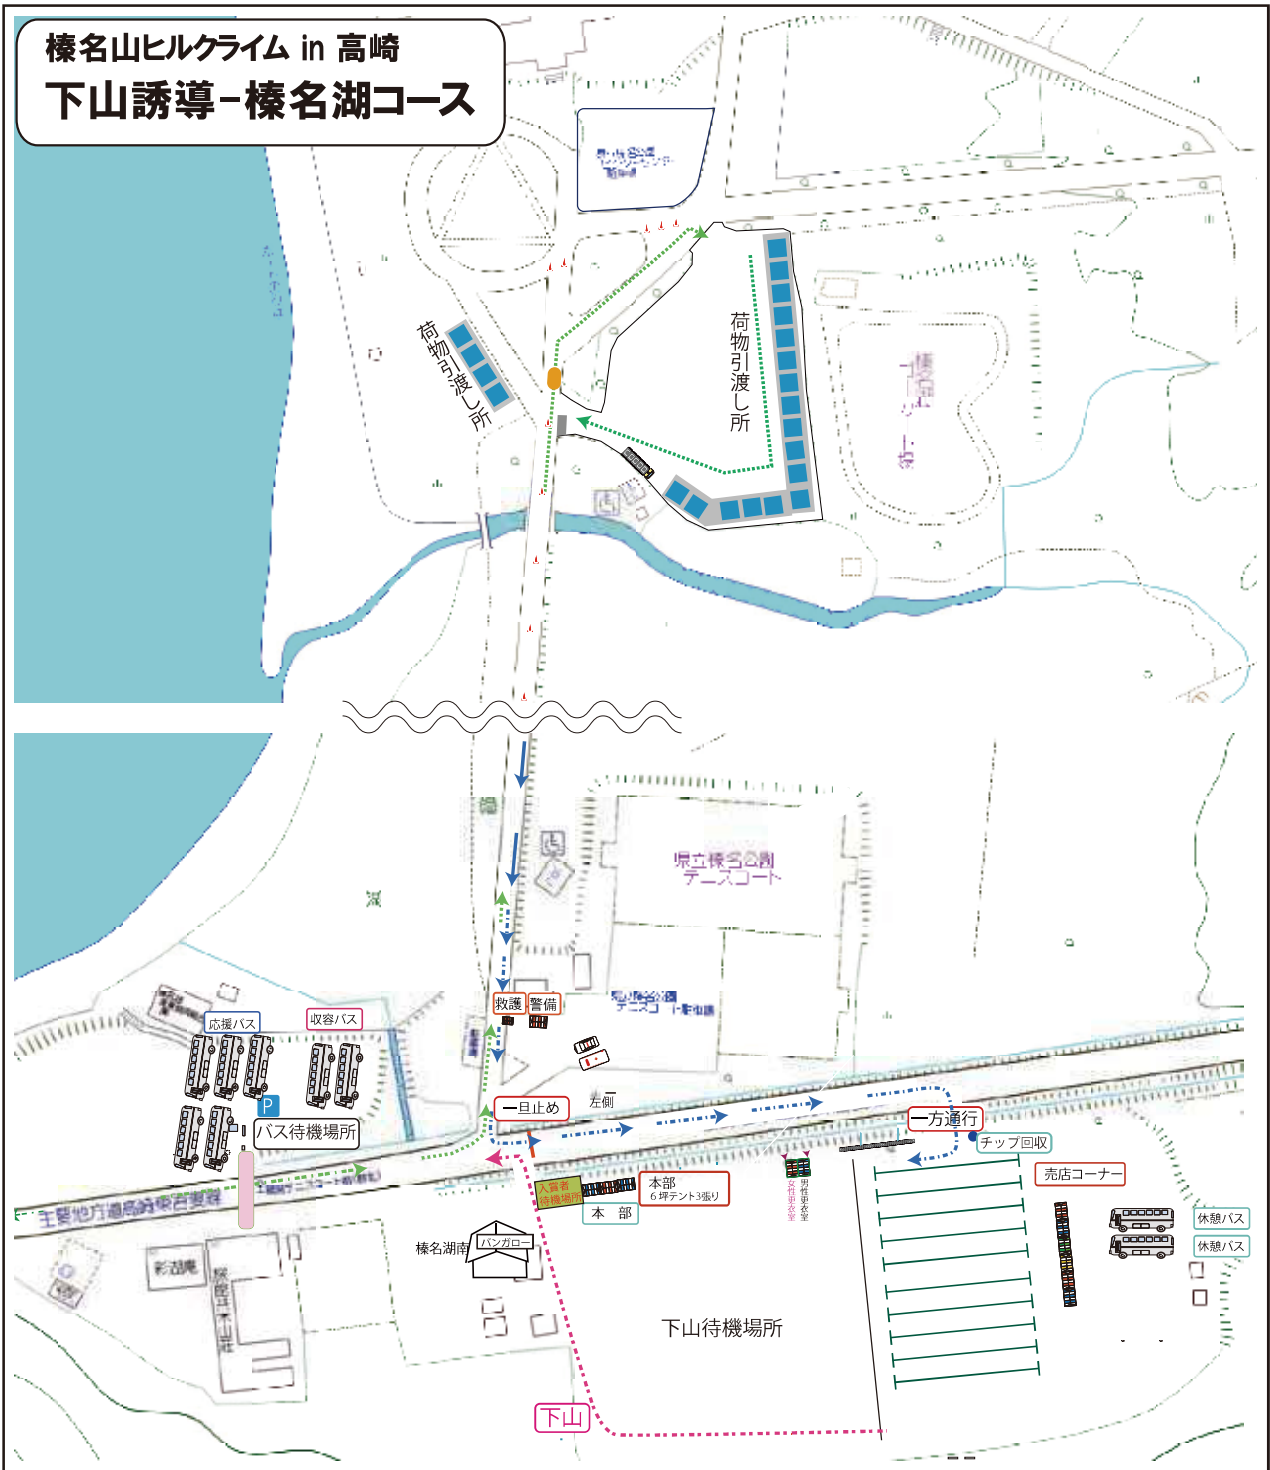 榛名山ヒルクライム in 高崎
下山誘導-榛名湖コース
荷物引渡し所
荷物引渡し所
県立榛名公園
テニスコート
救護
警備
応援バス
収容バス
P
バス待機場所
一旦止め
左側
一方通行
チップ回収
売店コーナー
入賞者
待機場所
本部
6坪テント3張り
本 部
女性更衣室
男性更衣室
休憩バス
休憩バス
榛名湖南
バンガロー
彩湖庵
下山待機場所
下山